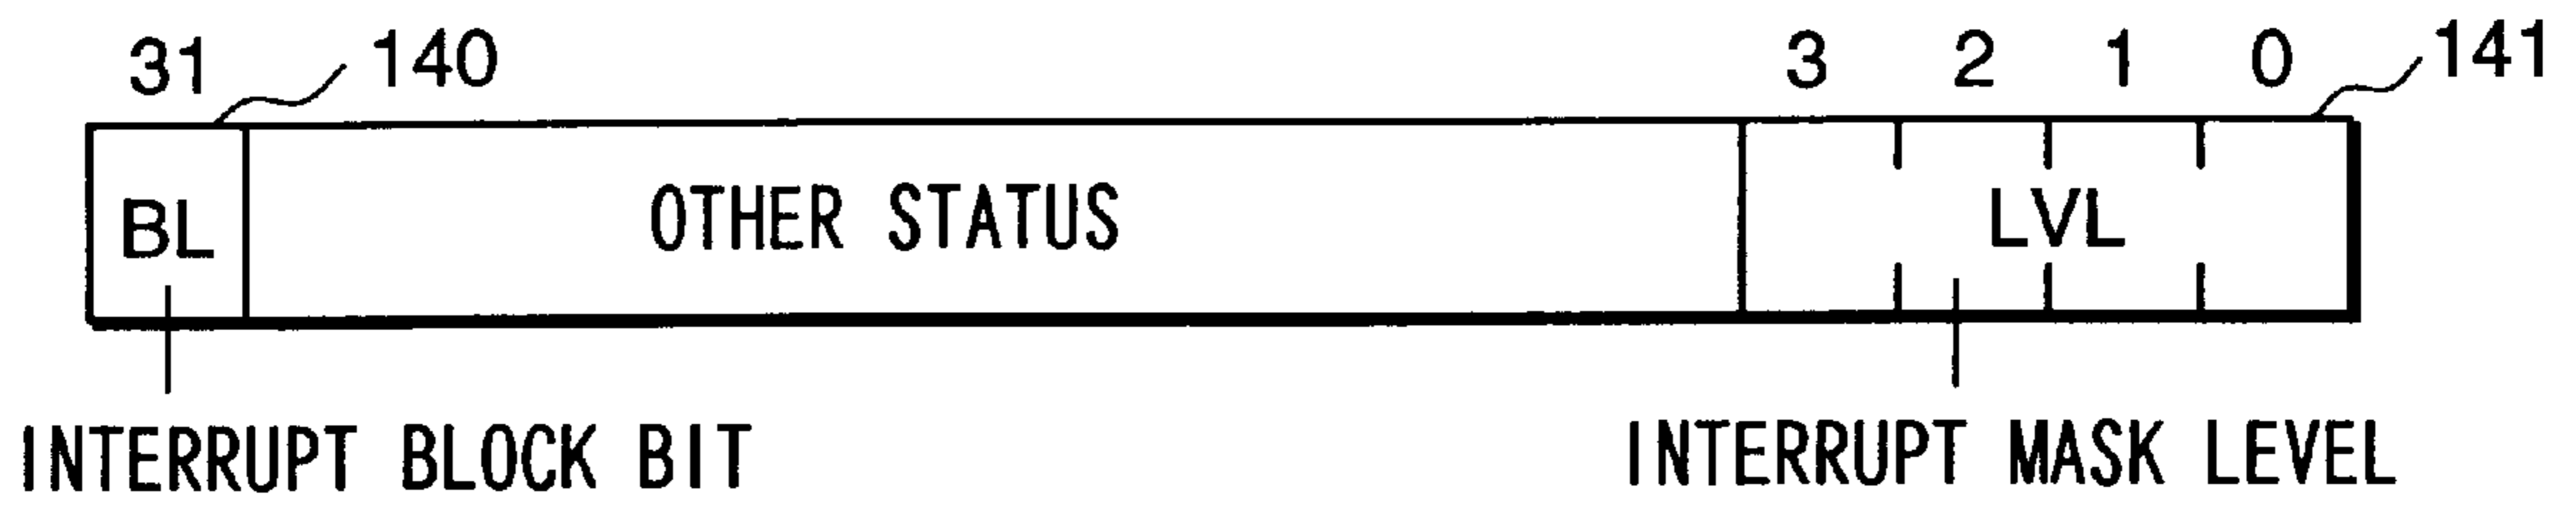 31 140 3 2 1 0 141
BL OTHER STATUS LVL
INTERRUPT BLOCK BIT INTERRUPT MASK LEVEL